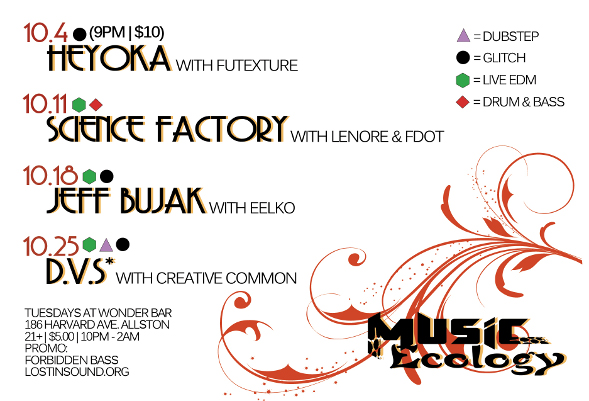 10.4 (9PM | $10)
HEYOKA WITH FUTEXTURE
10.11
SCIENCE FACTORY WITH LENORE & FDOT
10.18
JEFF BUJAK WITH EELKO
10.25
D.V.S* WITH CREATIVE COMMON
TUESDAYS AT WONDER BAR
186 HARVARD AVE. ALLSTON
21+ | $5.00 | 10PM - 2AM
PROMO:
FORBIDDEN BASS
LOSTINSOUND.ORG
= DUBSTEP
= GLITCH
= LIVE EDM
= DRUM & BASS
Music
Ecology